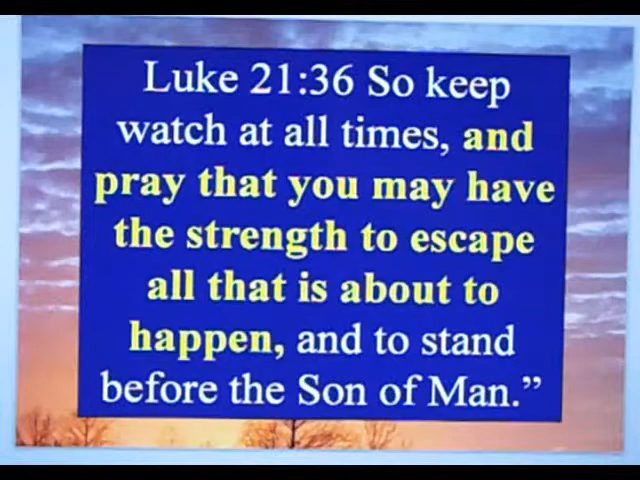 Luke 21:36 So keep
watch at all times, and
pray that you may have
the strength to escape
all that is about to
happen, and to stand
before the Son of Man.”